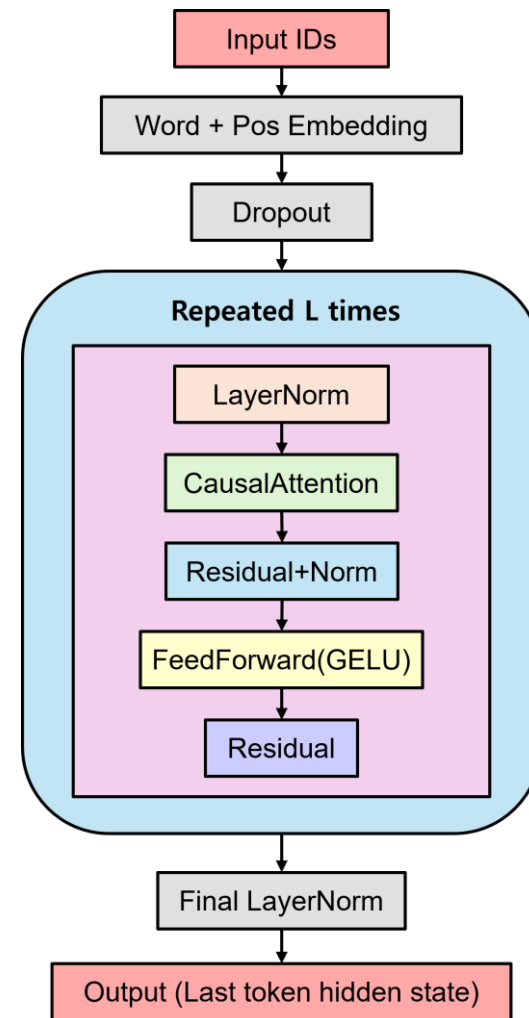 Input IDs
Word + Pos Embedding
Dropout
Repeated L times
LayerNorm
CausalAttention
Residual+Norm
FeedForward(GELU)
Residual
Final LayerNorm
Output (Last token hidden state)